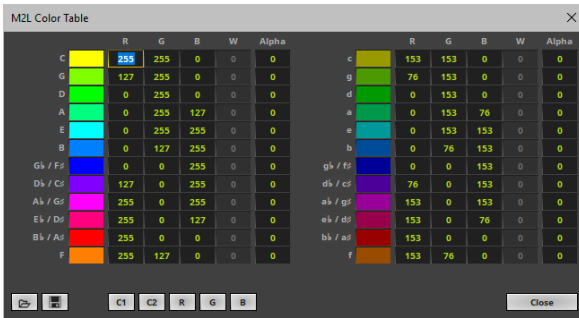 M2L Color Table
R G B W Alpha R G B W Alpha
C 255 255 0 0 0 c 153 153 0 0 0
G 127 255 0 0 0 g 76 153 0 0 0
D 0 255 0 0 0 d 0 153 0 0 0
A 0 255 127 0 0 a 0 153 76 0 0
E 0 255 255 0 0 e 0 153 153 0 0
B 0 127 255 0 0 b 0 76 153 0 0
G♭ / F♯ 0 0 255 0 0 g♭ / f♯ 0 0 153 0 0
D♭ / C♯ 127 0 255 0 0 d♭ / c♯ 76 0 153 0 0
A♭ / G♯ 255 0 255 0 0 a♭ / g♯ 153 0 153 0 0
E♭ / D♯ 255 0 127 0 0 e♭ / d♯ 153 0 76 0 0
B♭ / A♯ 255 0 0 0 0 b♭ / a♯ 153 0 0 0 0
F 255 127 0 0 0 f 153 76 0 0 0
C1 C2 R G B Close